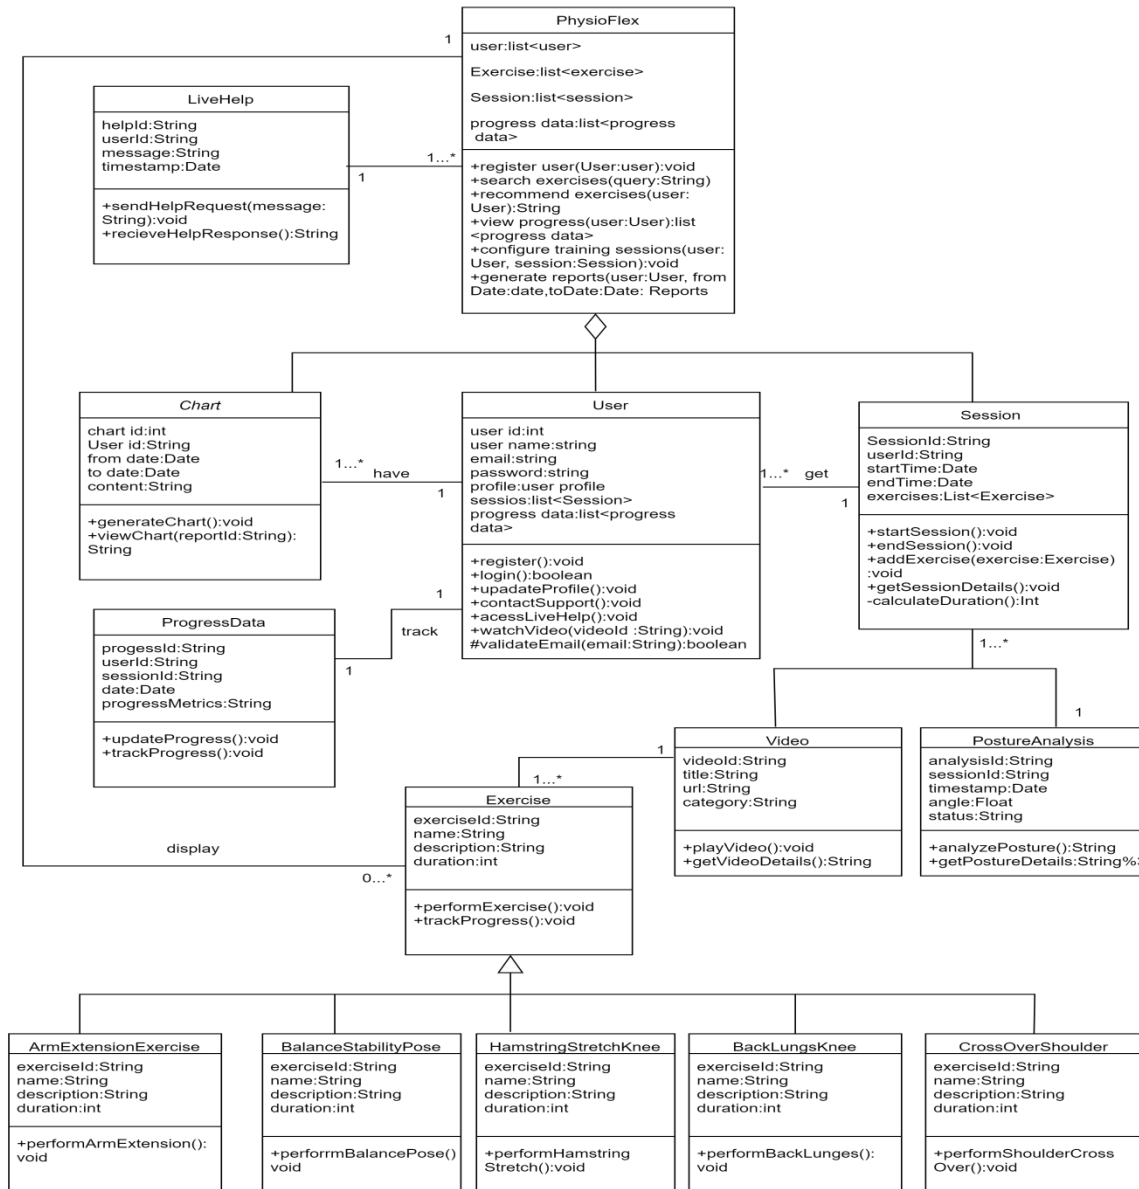 PhysioFlex
user:list<user>
Exercise:list<exercise>
Session:list<session>
progress data:list<progress
data>
+register user(User:user):void
+search exercises(query:String)
+recommend exercises(user:
User):String
+view progress(user:User):list
<progress data>
+configure training sessions(user:
User, session:Session):void
+generate reports(user:User, from
Date:date,toDate:Date: Reports
1
LiveHelp
helpId:String
userId:String
message:String
timestamp:Date
+sendHelpRequest(message:
String):void
+recieveHelpResponse():String
1...*
1
Chart
chart id:int
User id:String
from date:Date
to date:Date
content:String
+generateChart():void
+viewChart(reportId:String):
String
1...*
have
1
User
user id:int
user name:string
email:string
password:string
profile:user profile
sessios:list<Session>
progress data:list<progress
data>
+register():void
+login():boolean
+upadateProfile():void
+contactSupport():void
+acessLiveHelp():void
+watchVideo(videoId :String):void
#validateEmail(email:String):boolean
1...*
get
1
Session
SessionId:String
userId:String
startTime:Date
endTime:Date
exercises:List<Exercise>
+startSession():void
+endSession():void
+addExercise(exercise:Exercise)
:void
+getSessionDetails():void
-calculateDuration():Int
1
track
1
ProgressData
progessId:String
userId:String
sessionId:String
date:Date
progressMetrics:String
+updateProgress():void
+trackProgress():void
1...*
1
Video
videoId:String
title:String
url:String
category:String
+playVideo():void
+getVideoDetails():String
PostureAnalysis
analysisId:String
sessionId:String
timestamp:Date
angle:Float
status:String
+analyzePosture():String
+getPostureDetails:String%3
1
1...*
Exercise
exerciseId:String
name:String
description:String
duration:int
+performExercise():void
+trackProgress():void
display
0...*
ArmExtensionExercise
exerciseId:String
name:String
description:String
duration:int
+performArmExtension():
void
BalanceStabilityPose
exerciseId:String
name:String
description:String
duration:int
+perforrmBalancePose()
void
HamstringStretchKnee
exerciseId:String
name:String
description:String
duration:int
+performHamstring
Stretch():void
BackLungsKnee
exerciseId:String
name:String
description:String
duration:int
+performBackLunges():
void
CrossOverShoulder
exerciseId:String
name:String
description:String
duration:int
+performShoulderCross
Over():void